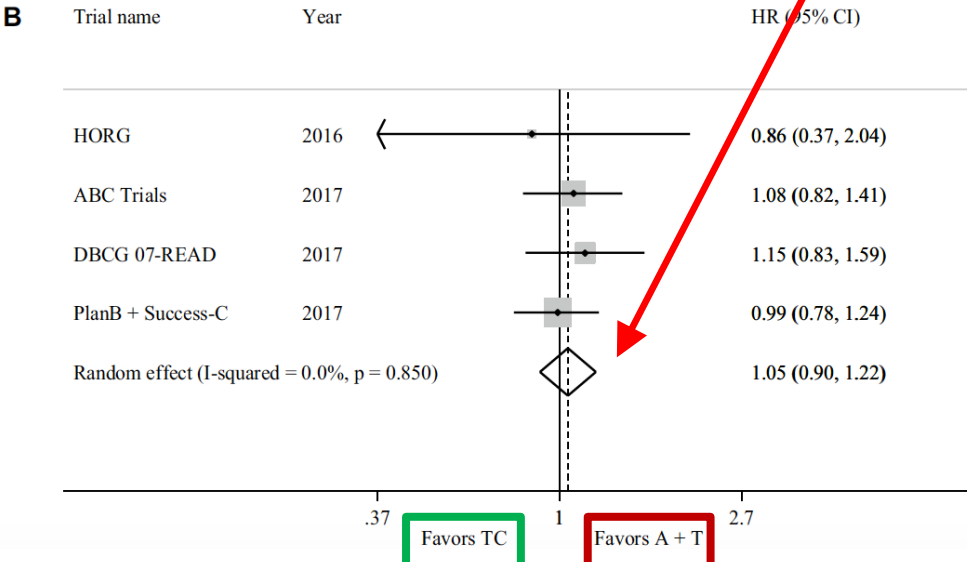 B Trial name Year HR (95% CI)
HORG 2016 0.86 (0.37, 2.04)
ABC Trials 2017 1.08 (0.82, 1.41)
DBCG 07-READ 2017 1.15 (0.83, 1.59)
PlanB + Success-C 2017 0.99 (0.78, 1.24)
Random effect (I-squared = 0.0%, p = 0.850) 1.05 (0.90, 1.22)
.37 1 2.7
Favors TC Favors A + T